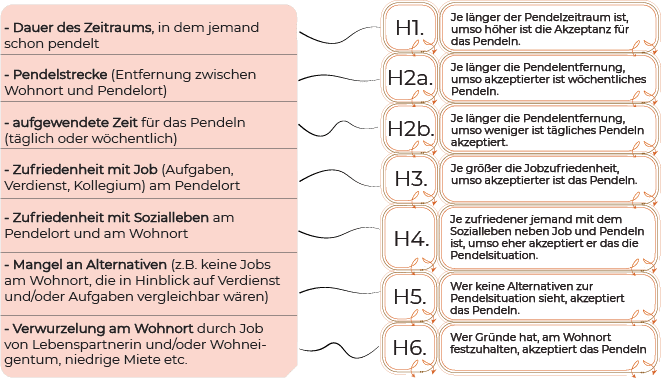 - Dauer des Zeitraums, in dem jemand
schon pendelt
- Pendelstrecke (Entfernung zwischen
Wohnort und Pendelort)
- aufgewendete Zeit für das Pendeln
(täglich oder wöchentlich)
- Zufriedenheit mit Job (Aufgaben,
Verdienst, Kollegium) am Pendelort
- Zufriedenheit mit Sozialleben am
Pendelort und am Wohnort
- Mangel an Alternativen (z.B. keine Jobs
am Wohnort, die in Hinblick auf Verdienst
und/oder Aufgaben vergleichbar wären)
- Verwurzelung am Wohnort durch Job
von Lebenspartnerin und/oder Wohnei-
gentum, niedrige Miete etc.
H1.
Je länger der Pendelzeitraum ist,
umso höher ist die Akzeptanz für
das Pendeln.
H2a.
Je länger die Pendelentfernung,
umso akzeptierter ist wöchentliches
Pendeln.
H2b.
Je länger die Pendelentfernung,
umso weniger ist tägliches Pendeln
akzeptiert.
H3.
Je größer die Jobzufriedenheit,
umso akzeptierter ist das Pendeln.
H4.
Je zufriedener jemand mit dem
Sozialleben neben Job und Pendeln
ist, umso eher akzeptiert er das die
Pendelsituation.
H5.
Wer keine Alternativen zur
Pendelsituation sieht, akzeptiert
das Pendeln.
H6.
Wer Gründe hat, am Wohnort
festzuhalten, akzeptiert das Pendeln